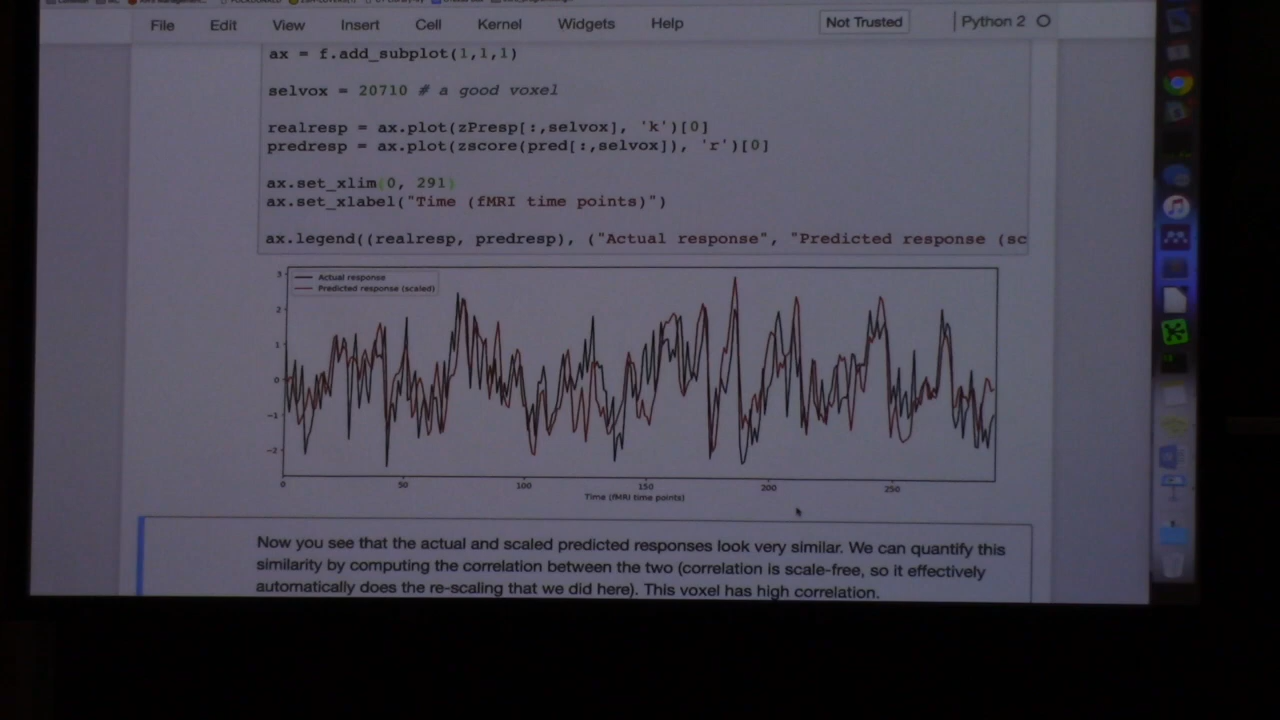 File Edit View Insert Cell Kernel Widgets Help Not Trusted Python 2
ax = f.add_subplot(1,1,1)
selvox = 20710 # a good voxel
realresp = ax.plot(zPresp[:,selvox], 'k')[0]
predresp = ax.plot(zscore(pred[:,selvox]), 'r')[0]
ax.set_xlim(0, 291)
ax.set_xlabel("Time (fMRI time points)")
ax.legend((realresp, predresp), ("Actual response", "Predicted response (sc
Actual response
Predicted response (scaled)
3
2
1
0
−1
−2
0 50 100 150 200 250
Time (fMRI time points)
Now you see that the actual and scaled predicted responses look very similar. We can quantify this
similarity by computing the correlation between the two (correlation is scale-free, so it effectively
automatically does the re-scaling that we did here). This voxel has high correlation.